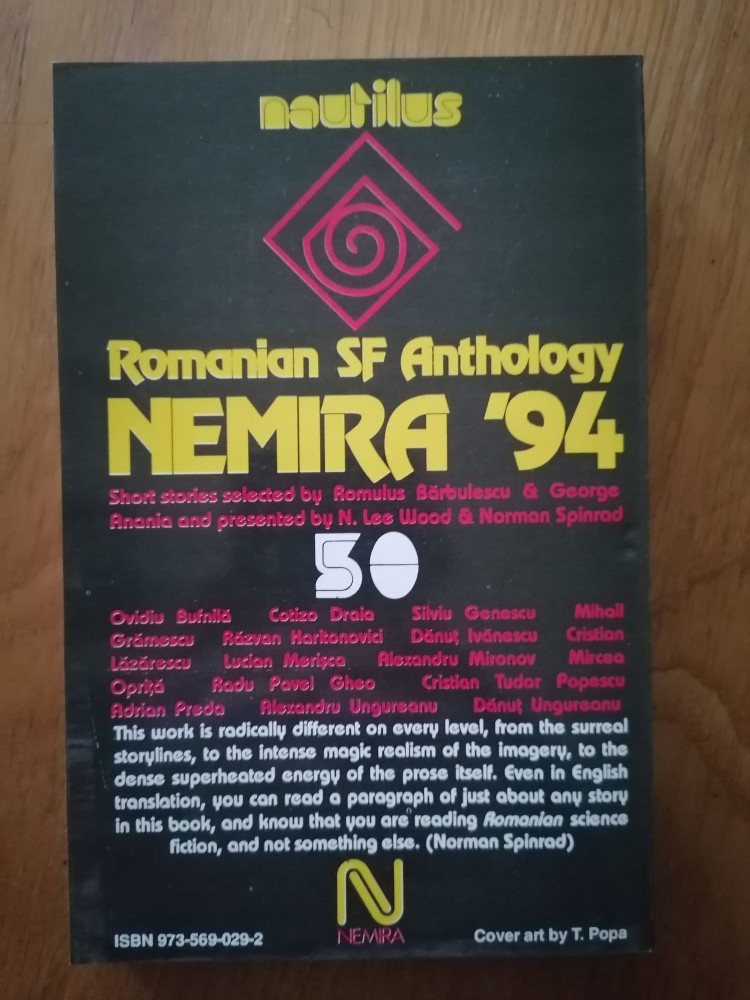 nautilus
Romanian SF Anthology
NEMIRA '94
Short stories selected by Romulus Bărbulescu & George
Anania and presented by N. Lee Wood & Norman Spinrad
50
Ovidiu Bufnilă Cotizo Draia Silviu Genescu Mihail
Grămescu Răzvan Haritonovici Dănuţ Ivănescu Cristian
Lăzărescu Lucian Merişca Alexandru Mironov Mircea
Opriţă Radu Pavel Gheo Cristian Tudor Popescu
Adrian Preda Alexandru Ungureanu Dănuţ Ungureanu
This work is radically different on every level, from the surreal
storylines, to the intense magic realism of the imagery, to the
dense superheated energy of the prose itself. Even in English
translation, you can read a paragraph of just about any story
in this book, and know that you are reading Romanian science
fiction, and not something else. (Norman Spinrad)
NEMIRA
ISBN 973-569-029-2 Cover art by T. Popa